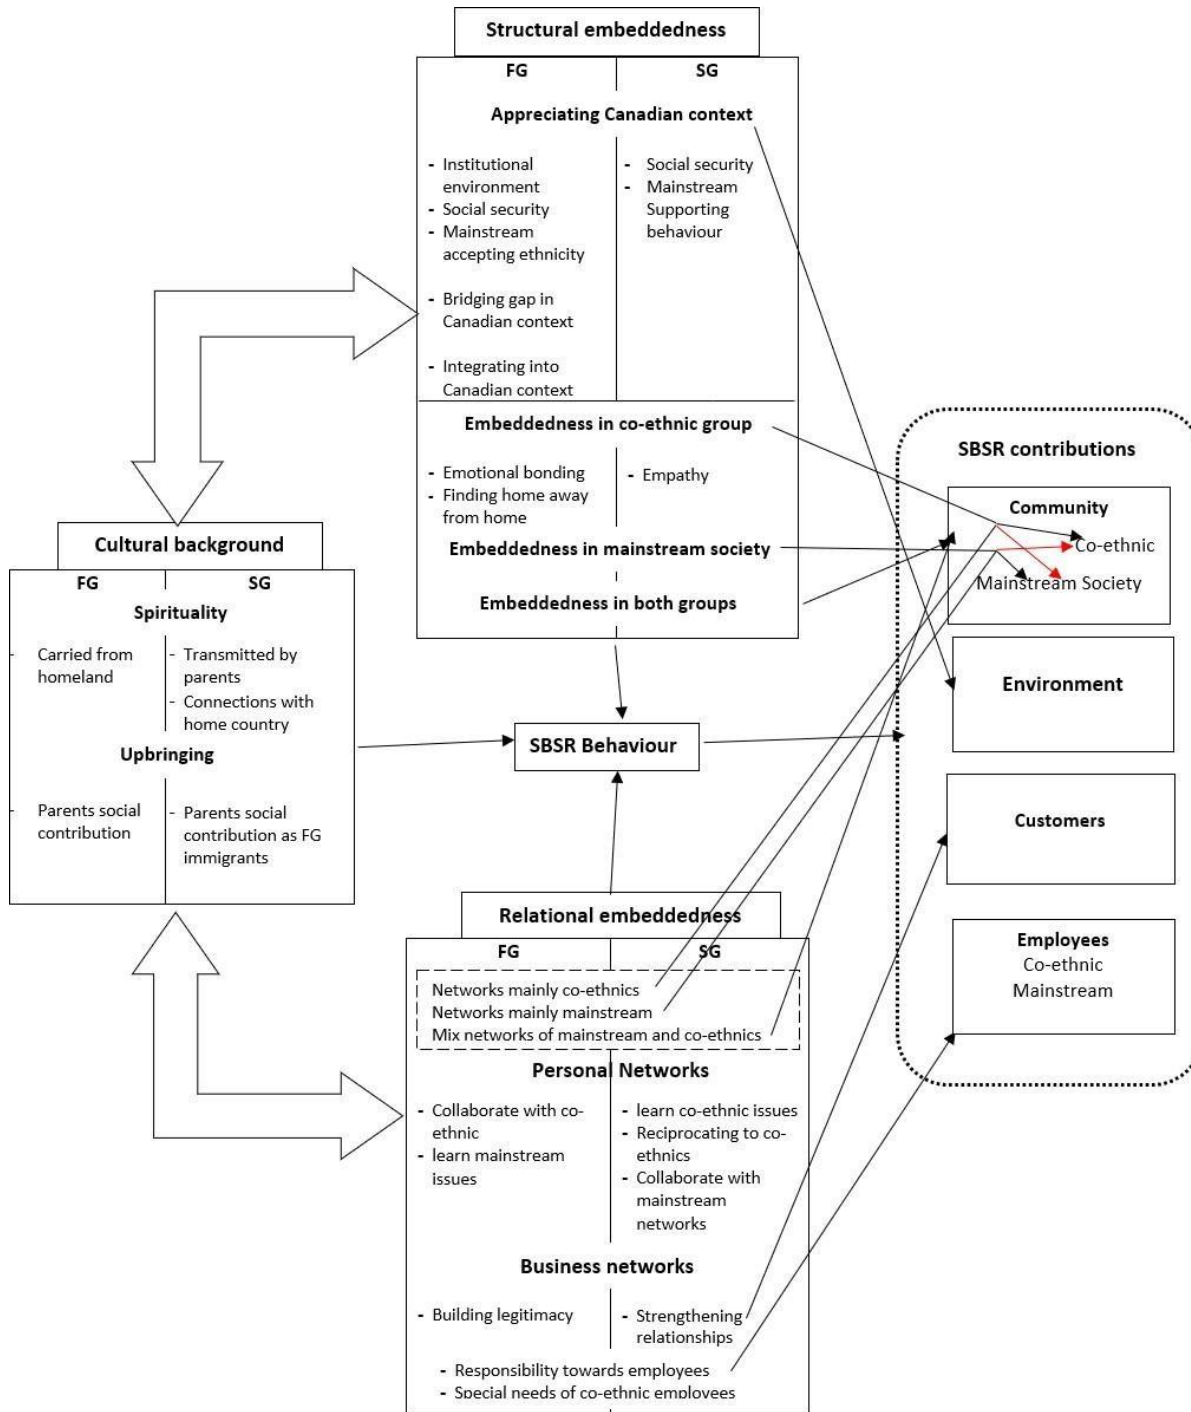 Structural embeddedness
FG
SG
Appreciating Canadian context
- Institutional
environment
- Social security
- Mainstream
accepting ethnicity
- Bridging gap in
Canadian context
- Integrating into
Canadian context
- Social security
- Mainstream
Supporting
behaviour
Embeddedness in co-ethnic group
- Emotional bonding
- Finding home away
from home
- Empathy
Embeddedness in mainstream society
Embeddedness in both groups
Cultural background
FG
SG
Spirituality
- Carried from
homeland
- Transmitted by
parents
- Connections with
home country
Upbringing
- Parents social
contribution
- Parents social
contribution as FG
immigrants
SBSR Behaviour
Relational embeddedness
FG
SG
Networks mainly co-ethnics
Networks mainly mainstream
Mix networks of mainstream and co-ethnics
Personal Networks
- Collaborate with co-
ethnic
- learn mainstream
issues
- learn co-ethnic issues
- Reciprocating to co-
ethnics
- Collaborate with
mainstream
networks
Business networks
- Building legitimacy
- Strengthening
relationships
- Responsibility towards employees
- Special needs of co-ethnic employees
SBSR contributions
Community
Co-ethnic
Mainstream Society
Environment
Customers
Employees
Co-ethnic
Mainstream